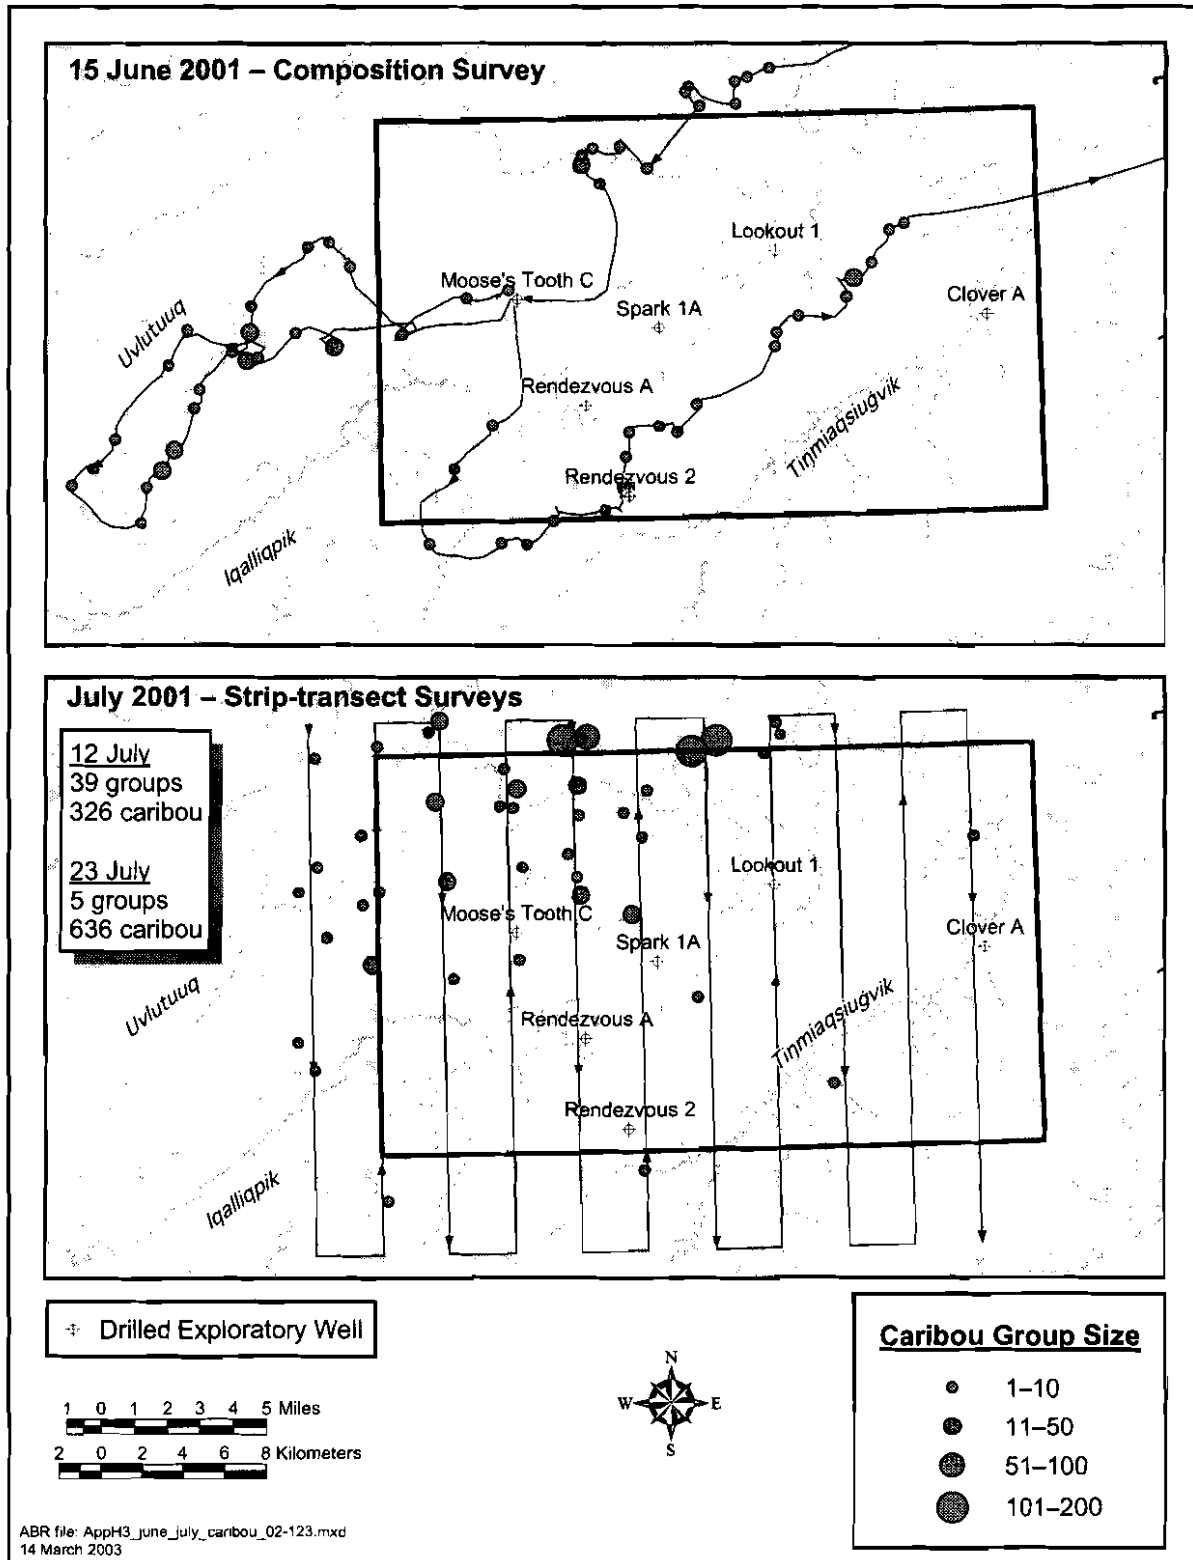 15 June 2001 – Composition Survey
Lookout 1
Moose's Tooth C
Clover A
Spark 1A
Uvlutuuq
Rendezvous A
Tiŋmiaqsiuġvik
Rendezvous 2
Iqalliqpik
July 2001 – Strip-transect Surveys
12 July
39 groups
326 caribou
23 July
5 groups
636 caribou
Lookout 1
Moose's Tooth C
Clover A
Spark 1A
Uvlutuuq
Rendezvous A
Tiŋmiaqsiuġvik
Rendezvous 2
Iqalliqpik
Drilled Exploratory Well
Caribou Group Size
1–10
11–50
51–100
101–200
N
W E
S
1 0 1 2 3 4 5 Miles
2 0 2 4 6 8 Kilometers
ABR file: AppH3_june_july_caribou_02-123.mxd
14 March 2003